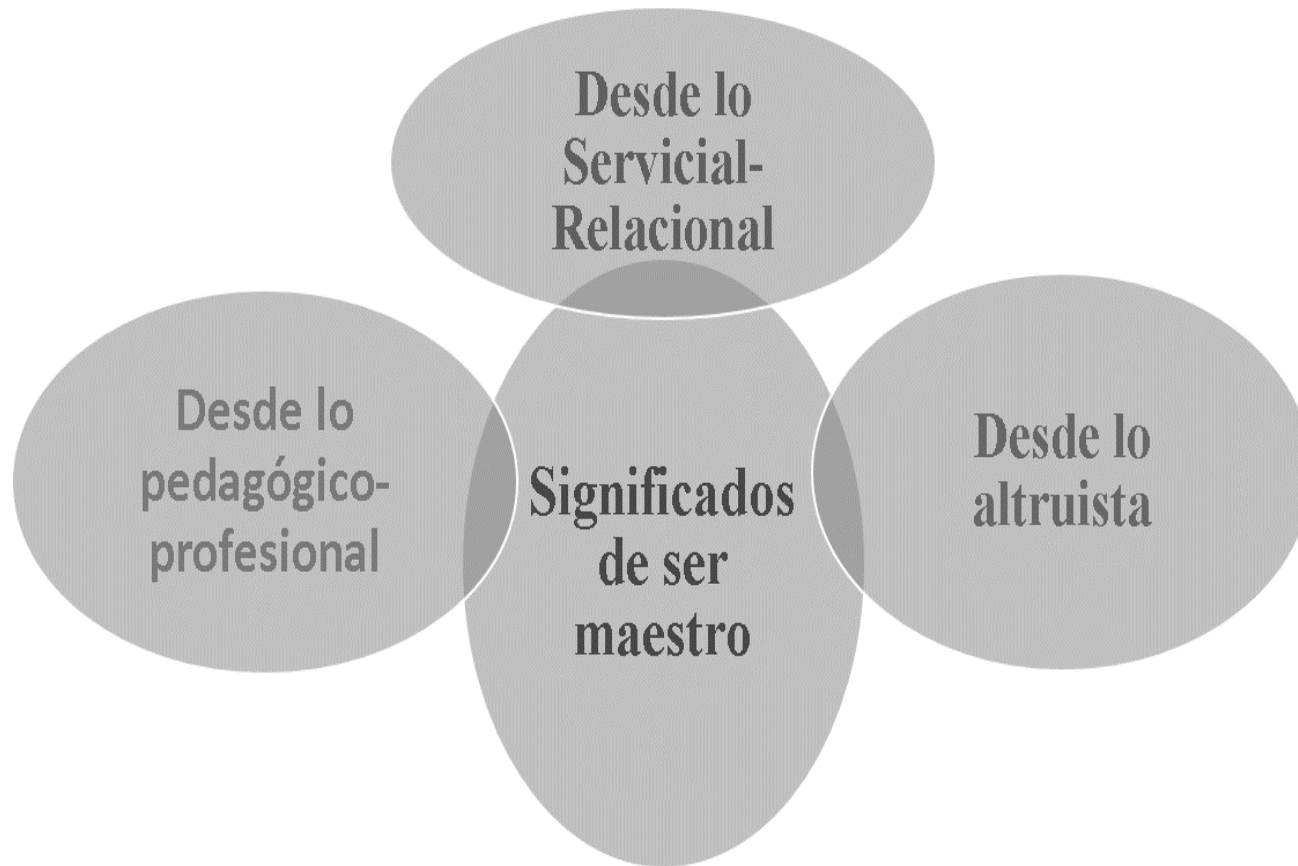 Desde lo
Servicial-
Relacional
Desde lo
pedagógico-
profesional
Significados
de ser
maestro
Desde lo
altruista